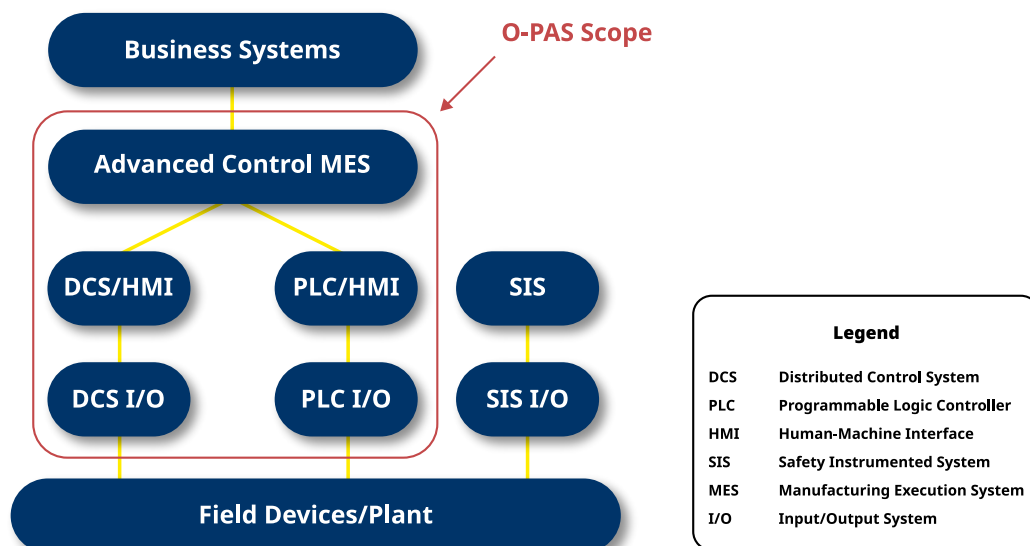 O-PAS Scope
Business Systems
Advanced Control MES
DCS/HMI PLC/HMI SIS
DCS I/O PLC I/O SIS I/O
Field Devices/Plant
Legend
DCS Distributed Control System
PLC Programmable Logic Controller
HMI Human-Machine Interface
SIS Safety Instrumented System
MES Manufacturing Execution System
I/O Input/Output System